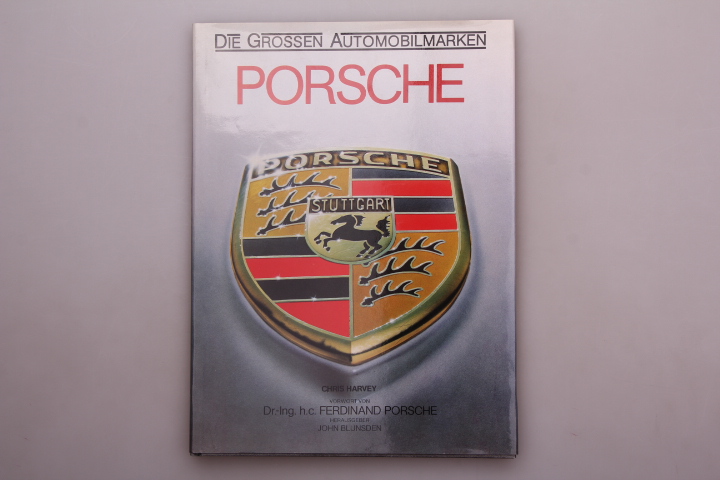 DIE GROSSEN AUTOMOBILMARKEN
PORSCHE
PORSCHE
STUTTGART
CHRIS HARVEY
VORWORT VON
Dr.-Ing. h.c. FERDINAND PORSCHE
HERAUSGEBER
JOHN BLUNSDEN